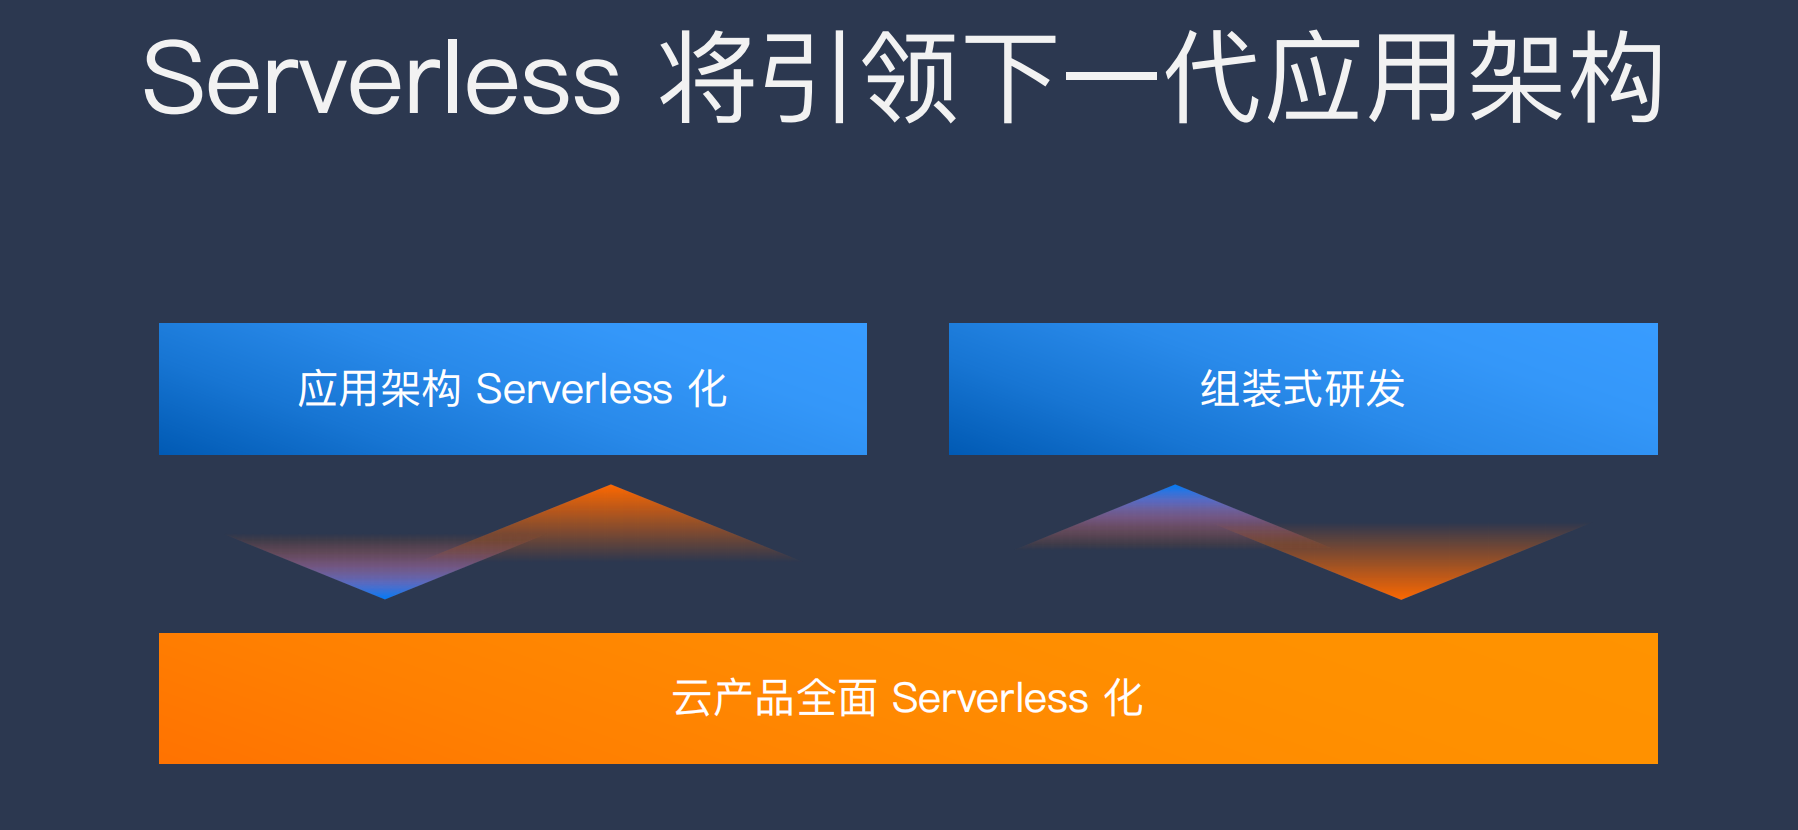 Serverless 将引领下一代应用架构
应用架构 Serverless 化
组装式研发
云产品全面 Serverless 化